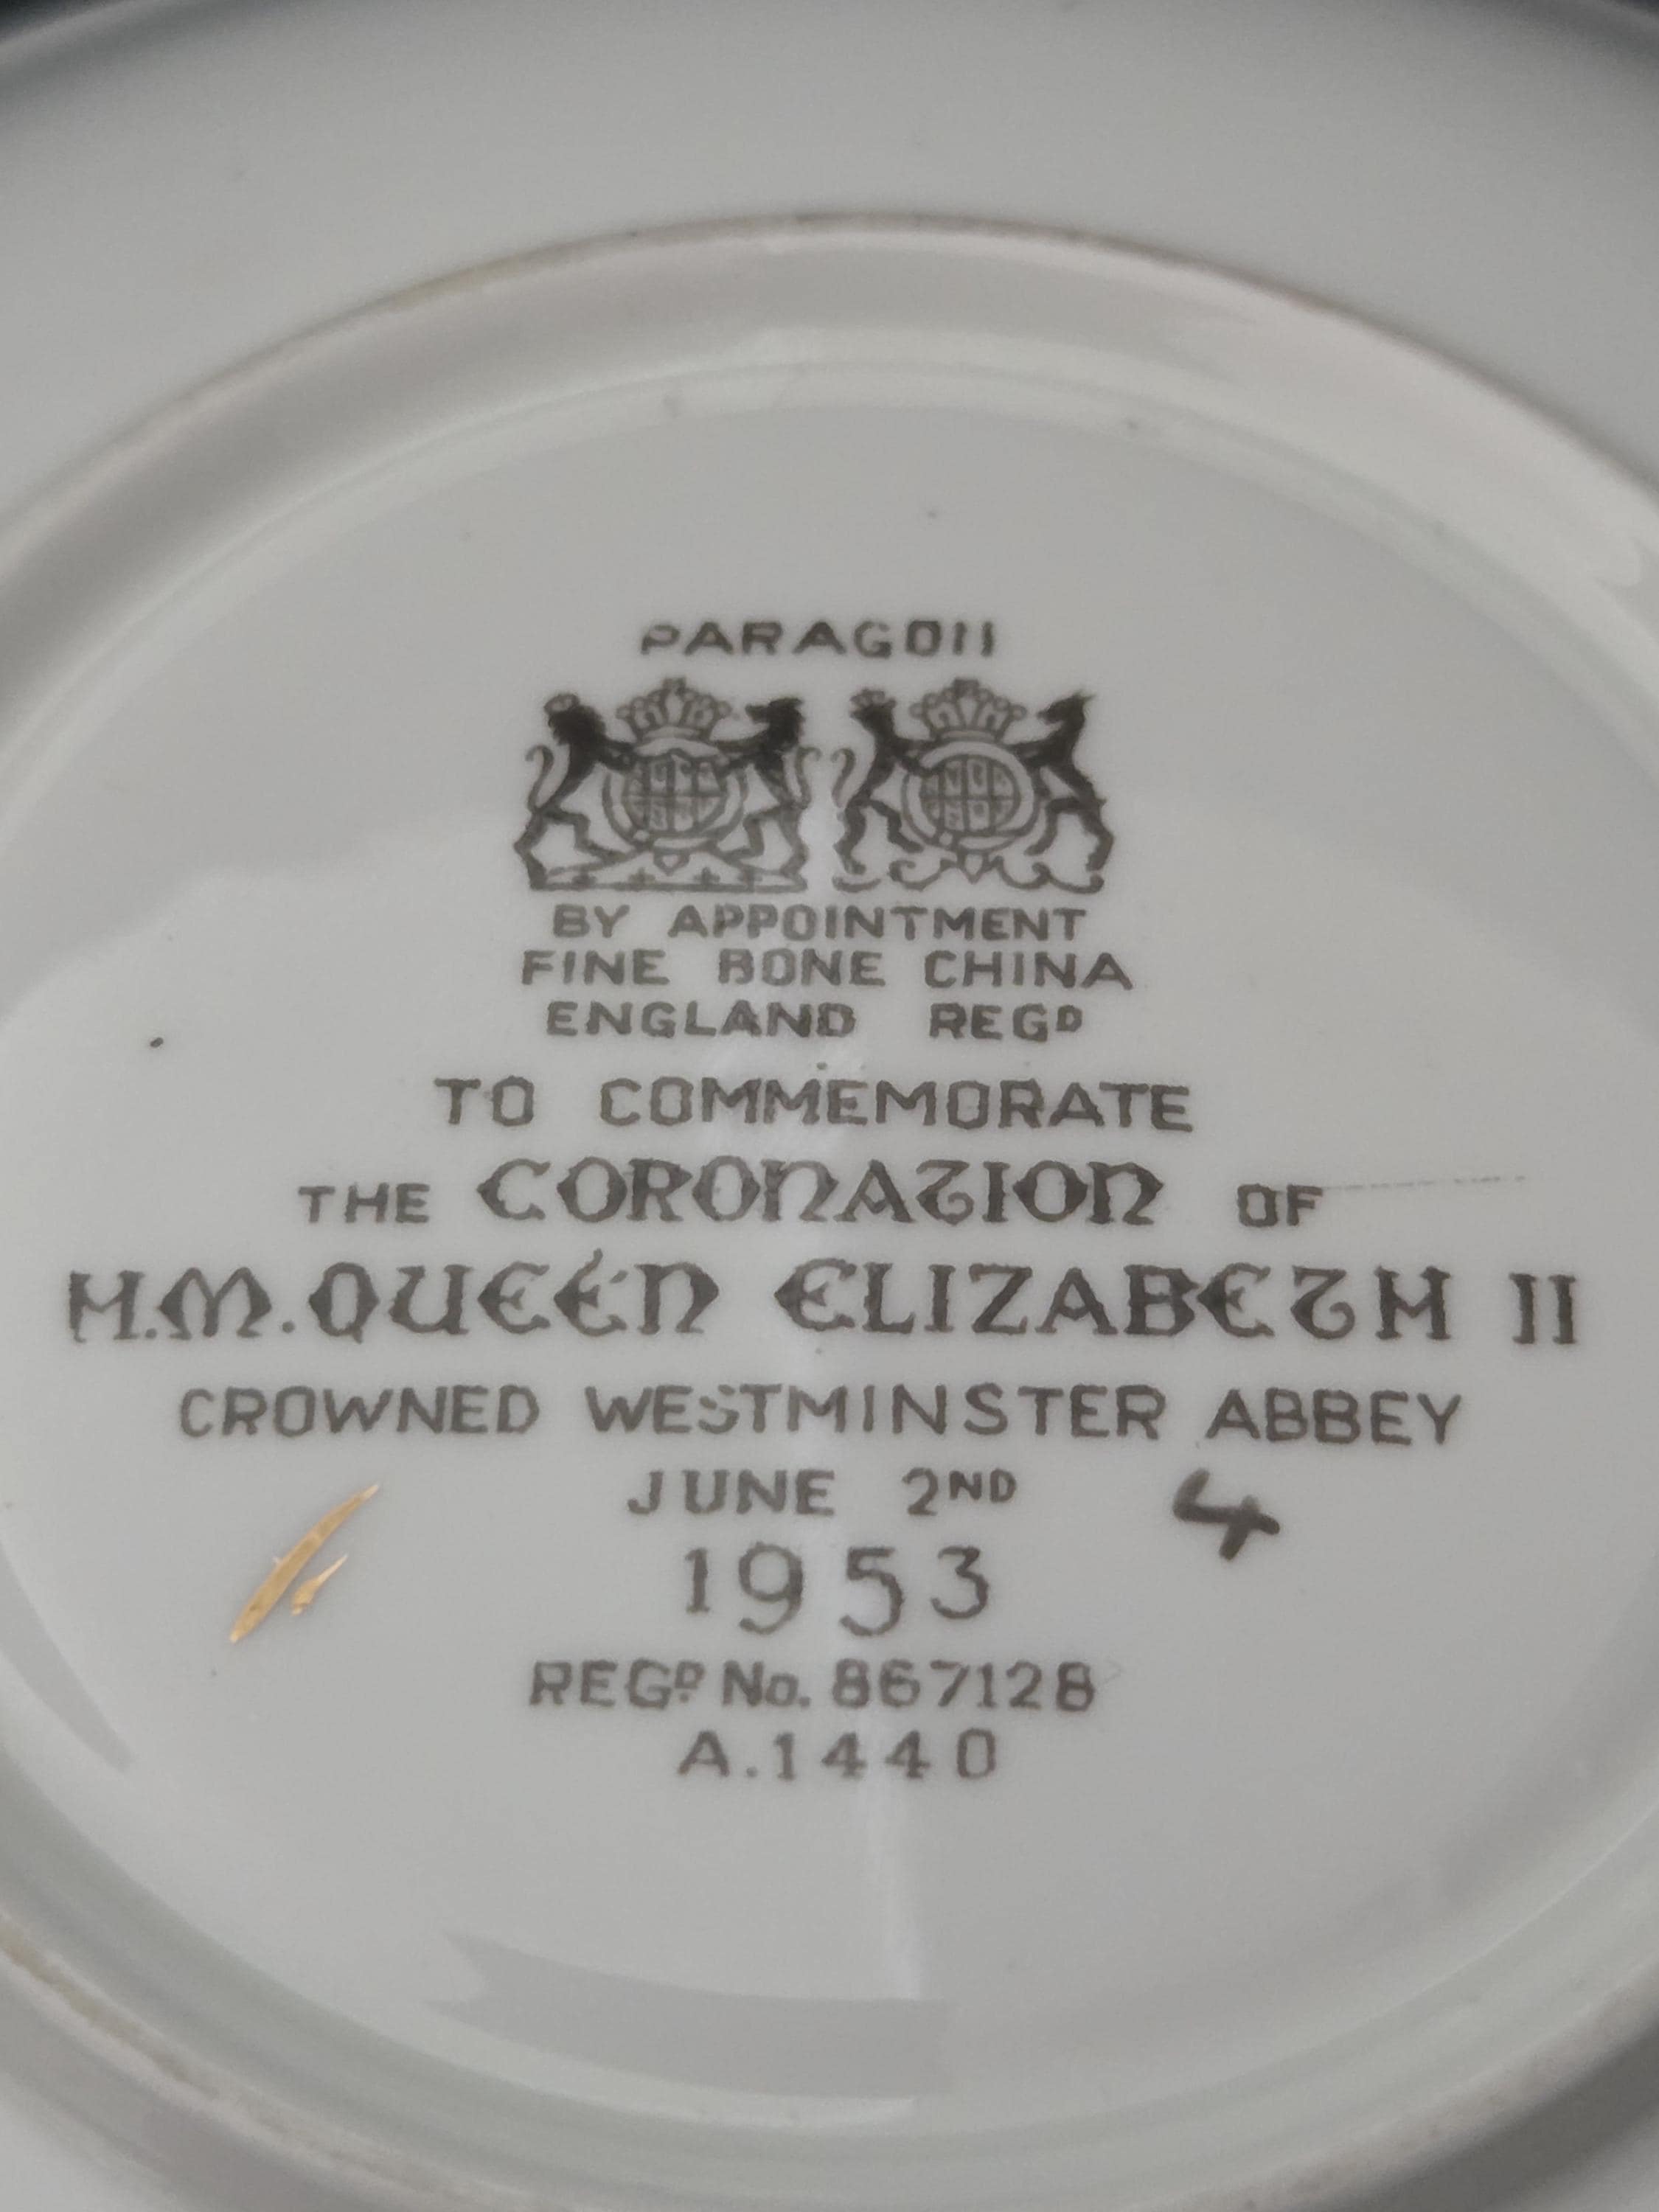 PARAGON
BY APPOINTMENT
FINE BONE CHINA
ENGLAND REGD
TO COMMEMORATE
THE CORONATION OF
H.M. QUEEN ELIZABETH II
CROWNED WESTMINSTER ABBEY
JUNE 2ND 4
1953
REGD No. 867128
A.1440